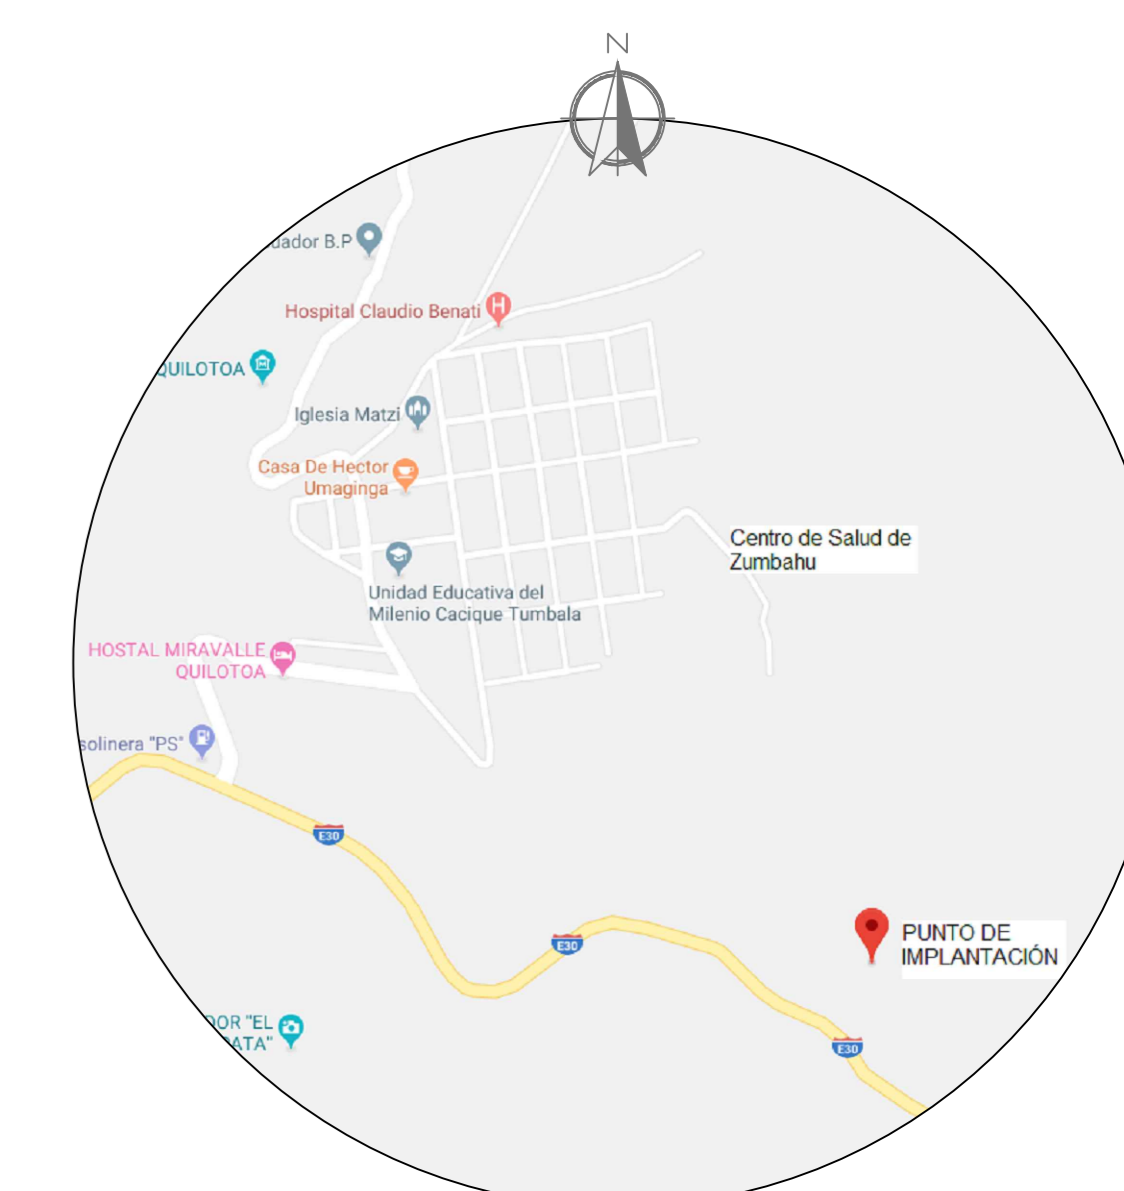 N
uador B.P
Hospital Claudio Benati
H
QUILOTOA
Iglesia Matzi
Casa De Hector
Umaginga
Centro de Salud de
Zumbahu
Unidad Educativa del
Milenio Cacique Tumbala
HOSTAL MIRAVALLE
QUILOTOA
solinera "PS"
E30
E30
PUNTO DE
IMPLANTACIÓN
DOR "EL
PATA"
E30